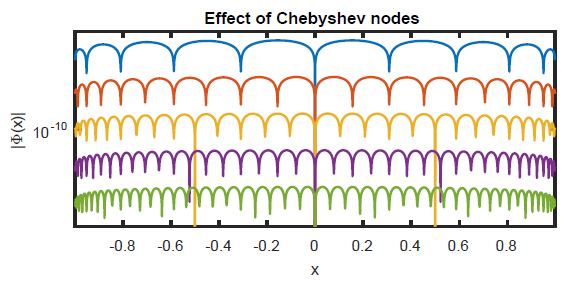 Effect of Chebyshev nodes
|Φ(x)|
10^{-10}
-0.8 -0.6 -0.4 -0.2 0 0.2 0.4 0.6 0.8
x